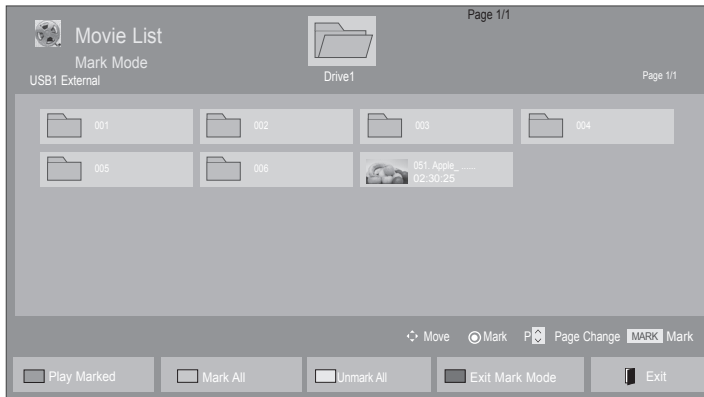 Page 1/1
Movie List
Mark Mode
USB1 External
Drive1
Page 1/1
001
002
003
004
005
006
051. Apple_ ......
02:30:25
Move Mark P Page Change MARK Mark
Play Marked Mark All Unmark All Exit Mark Mode Exit